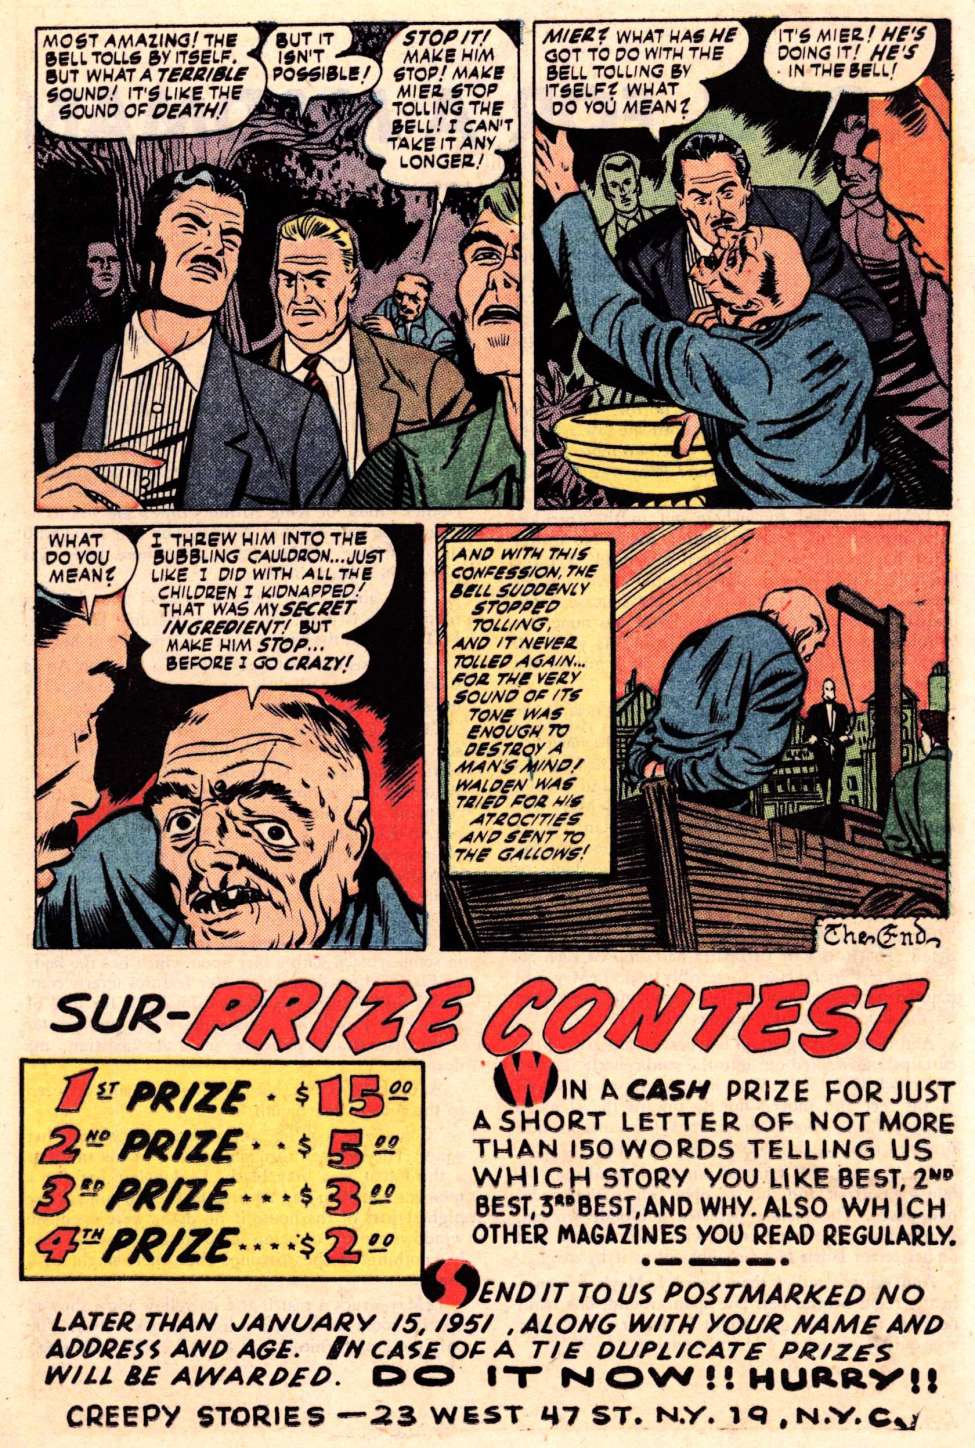 MOST AMAZING! THE
BELL TOLLS BY ITSELF.
BUT WHAT A TERRIBLE
SOUND! IT'S LIKE THE
SOUND OF DEATH!
BUT IT
ISN'T
POSSIBLE!
STOP IT!
MAKE HIM
STOP! MAKE
MIER STOP
TOLLING THE
BELL! I CAN'T
TAKE IT ANY
LONGER!
MIER? WHAT HAS HE
GOT TO DO WITH THE
BELL TOLLING BY
ITSELF? WHAT
DO YOU MEAN?
IT'S MIER! HE'S
DOING IT! HE'S
IN THE BELL!
WHAT
DO YOU
MEAN?
I THREW HIM INTO THE
BUBBLING CAULDRON...JUST
LIKE I DID WITH ALL THE
CHILDREN I KIDNAPPED!
THAT WAS MY SECRET
INGREDIENT! BUT
MAKE HIM STOP...
BEFORE I GO CRAZY!
AND WITH THIS
CONFESSION, THE
BELL SUDDENLY
STOPPED
TOLLING,
AND IT NEVER
TOLLED AGAIN...
FOR THE VERY
SOUND OF ITS
TONE WAS
ENOUGH TO
DESTROY A
MAN'S MIND!
WALDEN WAS
TRIED FOR HIS
ATROCITIES
AND SENT TO
THE GALLOWS!
The End
SUR-PRIZE CONTEST
1ST PRIZE · $15.00
2ND PRIZE · · $ 5.00
3RD PRIZE · · · $ 3.00
4TH PRIZE · · · · $ 2.00
WIN A CASH PRIZE FOR JUST
A SHORT LETTER OF NOT MORE
THAN 150 WORDS TELLING US
WHICH STORY YOU LIKE BEST, 2ND
BEST, 3RD BEST, AND WHY. ALSO WHICH
OTHER MAGAZINES YOU READ REGULARLY.
SEND IT TO US POSTMARKED NO
LATER THAN JANUARY 15, 1951, ALONG WITH YOUR NAME AND
ADDRESS AND AGE. IN CASE OF A TIE DUPLICATE PRIZES
WILL BE AWARDED. DO IT NOW!! HURRY!!
CREEPY STORIES — 23 WEST 47 ST. N.Y. 19, N.Y.C.